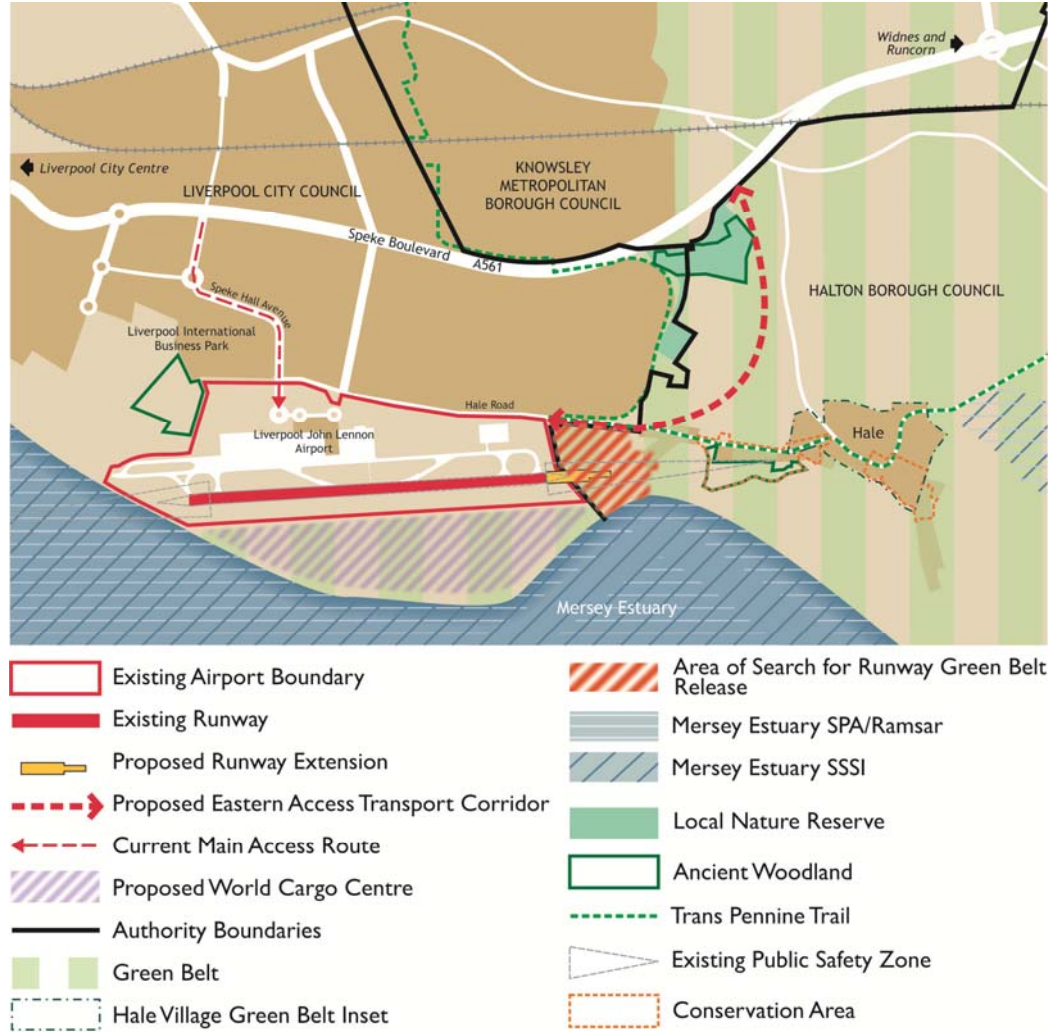 Widnes and
Runcorn
Liverpool City Centre
LIVERPOOL CITY COUNCIL
KNOWSLEY
METROPOLITAN
BOROUGH COUNCIL
Speke Boulevard
A561
HALTON BOROUGH COUNCIL
Speke Hall Avenue
Liverpool International
Business Park
Hale Road
Hale
Liverpool John Lennon
Airport
Mersey Estuary
Existing Airport Boundary
Existing Runway
Proposed Runway Extension
Proposed Eastern Access Transport Corridor
Current Main Access Route
Proposed World Cargo Centre
Authority Boundaries
Green Belt
Hale Village Green Belt Inset
Area of Search for Runway Green Belt
Release
Mersey Estuary SPA/Ramsar
Mersey Estuary SSSI
Local Nature Reserve
Ancient Woodland
Trans Pennine Trail
Existing Public Safety Zone
Conservation Area